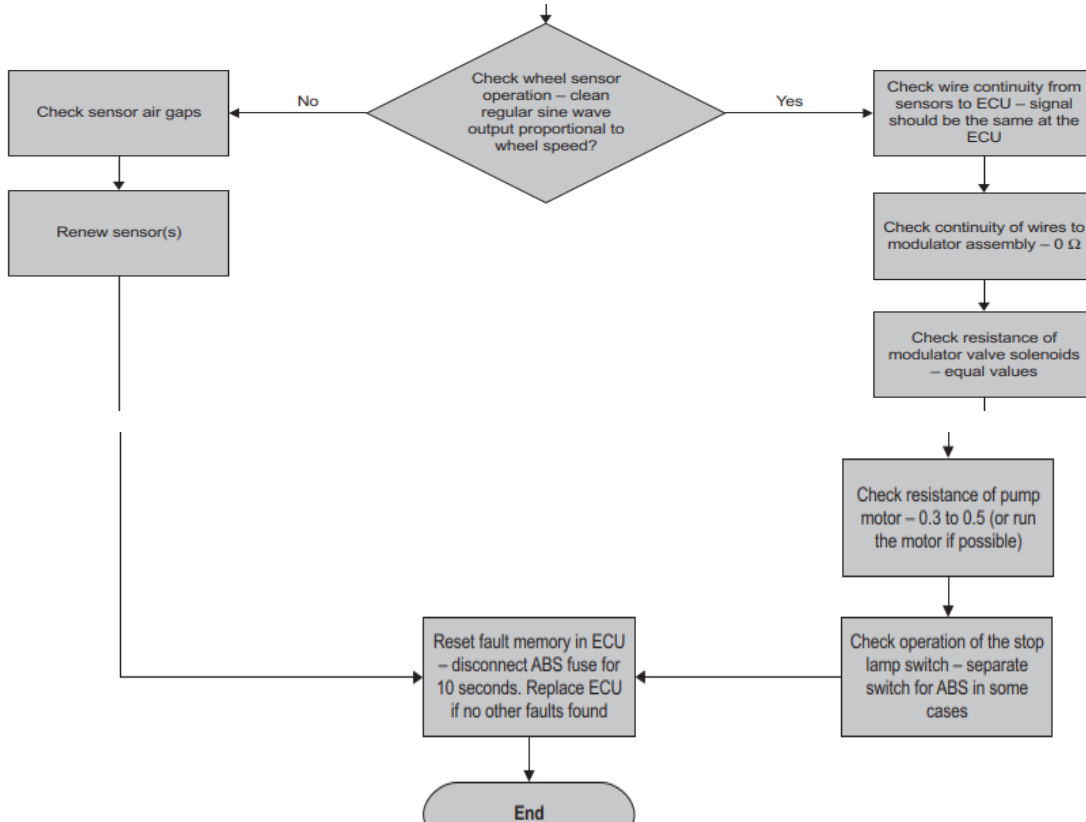 Check wheel sensor
operation – clean
regular sine wave
output proportional to
wheel speed?
No
Yes
Check sensor air gaps
Renew sensor(s)
Check wire continuity from
sensors to ECU – signal
should be the same at the
ECU
Check continuity of wires to
modulator assembly – 0 Ω
Check resistance of
modulator valve solenoids
– equal values
Check resistance of pump
motor – 0.3 to 0.5 (or run
the motor if possible)
Check operation of the stop
lamp switch – separate
switch for ABS in some
cases
Reset fault memory in ECU
– disconnect ABS fuse for
10 seconds. Replace ECU
if no other faults found
End